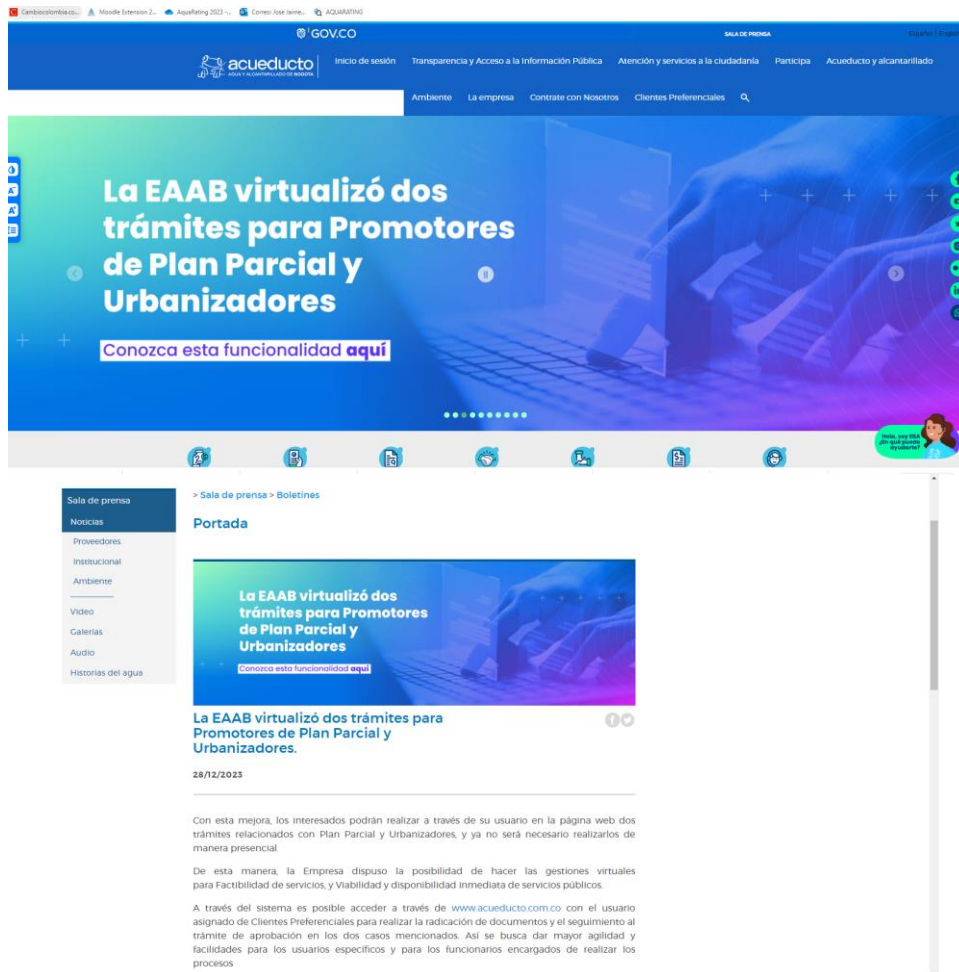 Cambiocolombia.co...
Moodle Extension 2...
AquaRating 2023 -...
Correo: Jose Jaime...
AQUARATING
GOV.CO
SALA DE PRENSA
Español | English
acueducto
AGUA Y ALCANTARILLADO DE BOGOTÁ
Inicio de sesión
Transparencia y Acceso a la Información Pública
Atención y servicios a la ciudadanía
Participa
Acueducto y alcantarillado
Ambiente
La empresa
Contrate con Nosotros
Clientes Preferenciales
La EAAB virtualizó dos
trámites para Promotores
de Plan Parcial y
Urbanizadores
Conozca esta funcionalidad aquí
Hola, soy EBA
¿En qué puedo
ayudarte?
Sala de prensa
Noticias
Proveedores
Institucional
Ambiente
Video
Galerías
Audio
Historias del agua
> Sala de prensa > Boletines
Portada
La EAAB virtualizó dos
trámites para Promotores
de Plan Parcial y
Urbanizadores
Conozca esta funcionalidad aquí
La EAAB virtualizó dos trámites para
Promotores de Plan Parcial y
Urbanizadores.
28/12/2023
Con esta mejora, los interesados podrán realizar a través de su usuario en la página web dos
trámites relacionados con Plan Parcial y Urbanizadores, y ya no será necesario realizarlos de
manera presencial.
De esta manera, la Empresa dispuso la posibilidad de hacer las gestiones virtuales
para Factibilidad de servicios, y Viabilidad y disponibilidad inmediata de servicios públicos.
A través del sistema es posible acceder a través de www.acueducto.com.co con el usuario
asignado de Clientes Preferenciales para realizar la radicación de documentos y el seguimiento al
trámite de aprobación en los dos casos mencionados. Así se busca dar mayor agilidad y
facilidades para los usuarios específicos y para los funcionarios encargados de realizar los
procesos